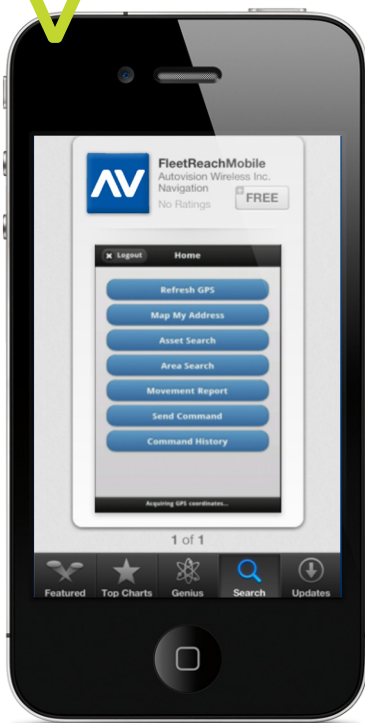 FleetReachMobile
Autovision Wireless Inc.
Navigation
No Ratings
FREE
AV
Logout
Home
Refresh GPS
Map My Address
Asset Search
Area Search
Movement Report
Send Command
Command History
Acquiring GPS coordinates...
1 of 1
Featured
Top Charts
Genius
Search
Updates